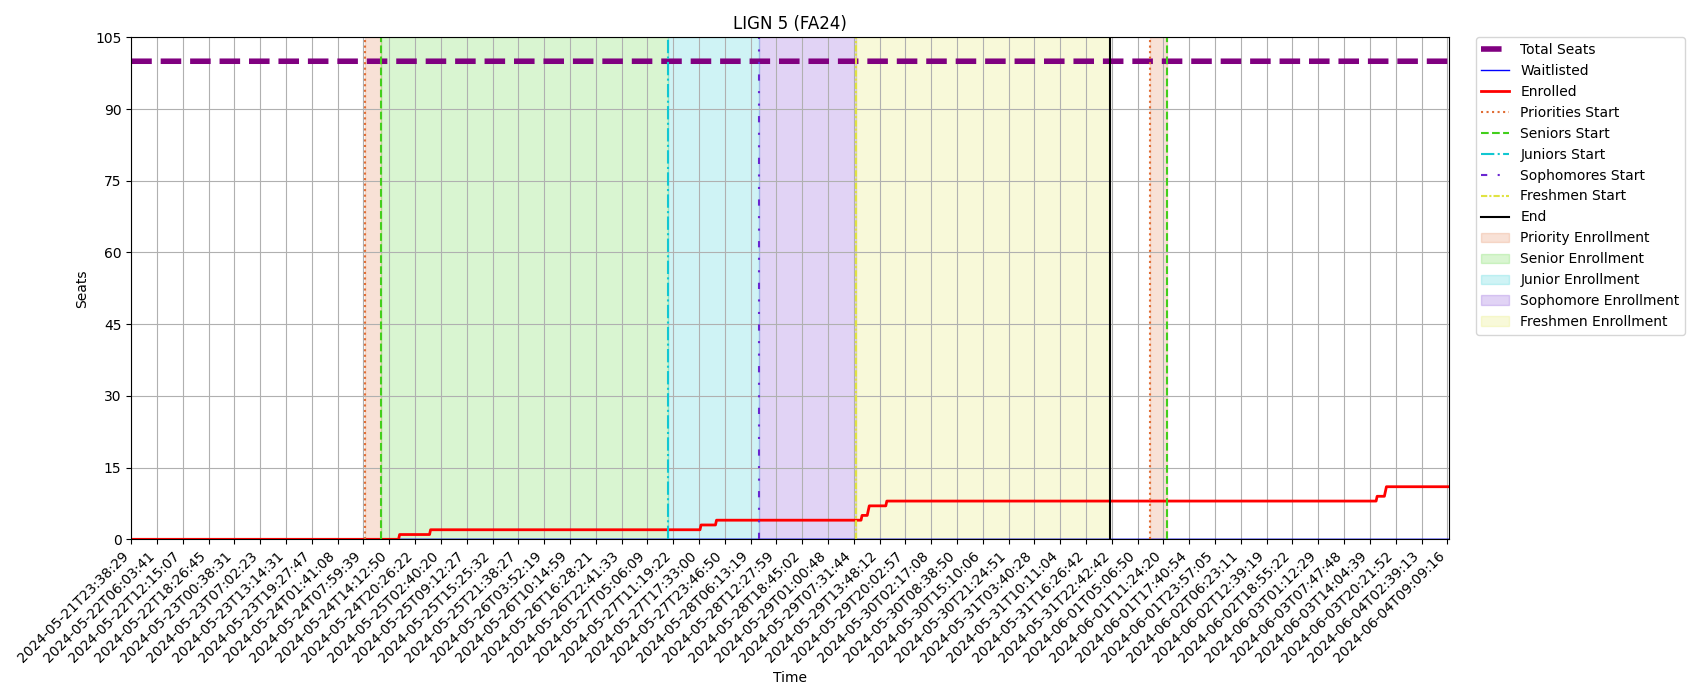 LIGN 5 (FA24)
105
90
75
60
45
30
15
0
Seats
Total Seats
Waitlisted
Enrolled
Priorities Start
Seniors Start
Juniors Start
Sophomores Start
Freshmen Start
End
Priority Enrollment
Senior Enrollment
Junior Enrollment
Sophomore Enrollment
Freshmen Enrollment
2024-05-21T23:38:29
2024-05-22T06:03:41
2024-05-22T12:15:07
2024-05-22T18:26:45
2024-05-23T00:38:31
2024-05-23T07:02:23
2024-05-23T13:14:31
2024-05-23T19:27:47
2024-05-24T01:41:08
2024-05-24T07:59:39
2024-05-24T14:12:50
2024-05-24T20:26:22
2024-05-25T02:40:20
2024-05-25T09:12:27
2024-05-25T15:25:32
2024-05-25T21:38:27
2024-05-26T03:52:19
2024-05-26T10:14:59
2024-05-26T16:28:21
2024-05-26T22:41:33
2024-05-27T05:06:09
2024-05-27T11:19:22
2024-05-27T17:33:00
2024-05-27T23:46:50
2024-05-28T06:13:19
2024-05-28T12:27:59
2024-05-28T18:45:02
2024-05-29T01:00:48
2024-05-29T07:31:44
2024-05-29T13:48:12
2024-05-29T20:02:57
2024-05-30T02:17:08
2024-05-30T08:38:50
2024-05-30T15:10:06
2024-05-30T21:24:51
2024-05-31T03:40:28
2024-05-31T10:11:04
2024-05-31T16:26:42
2024-05-31T22:42:42
2024-06-01T05:06:50
2024-06-01T11:24:20
2024-06-01T17:40:54
2024-06-01T23:57:05
2024-06-02T06:23:11
2024-06-02T12:39:19
2024-06-02T18:55:22
2024-06-03T01:12:29
2024-06-03T07:47:48
2024-06-03T14:04:39
2024-06-03T20:21:52
2024-06-04T02:39:13
2024-06-04T09:09:16
Time